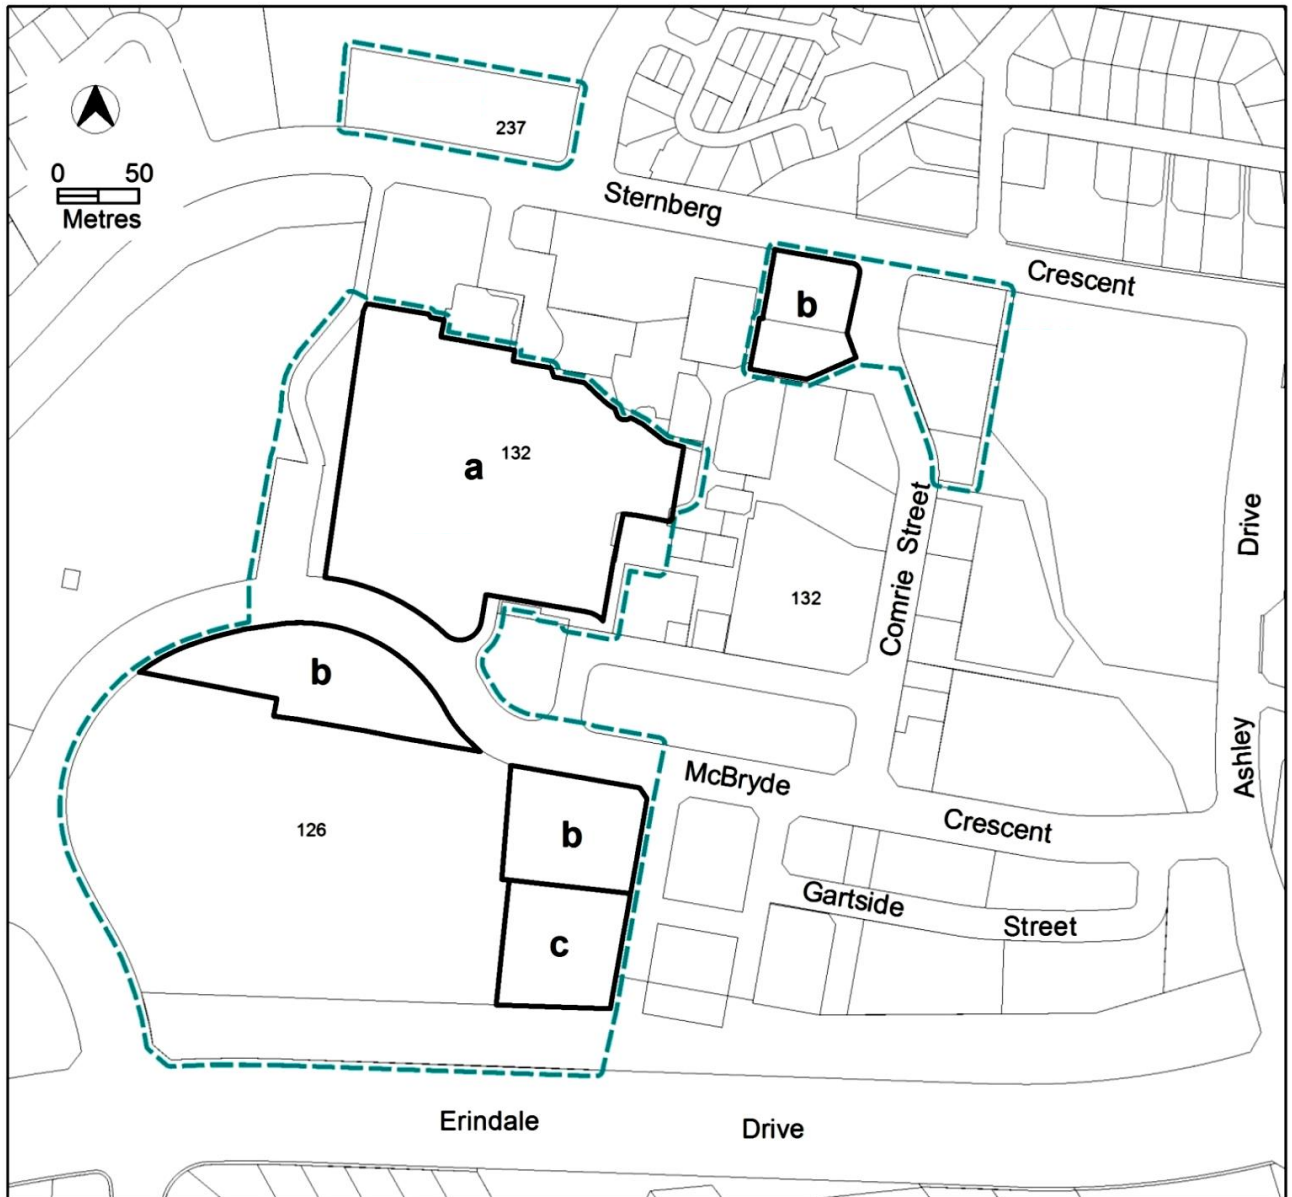 237
0 50
Metres
Sternberg
Crescent
b
a
132
Drive
Comrie Street
132
b
Ashley
McBryde
126
b
Crescent
Gartside
Street
c
Erindale
Drive